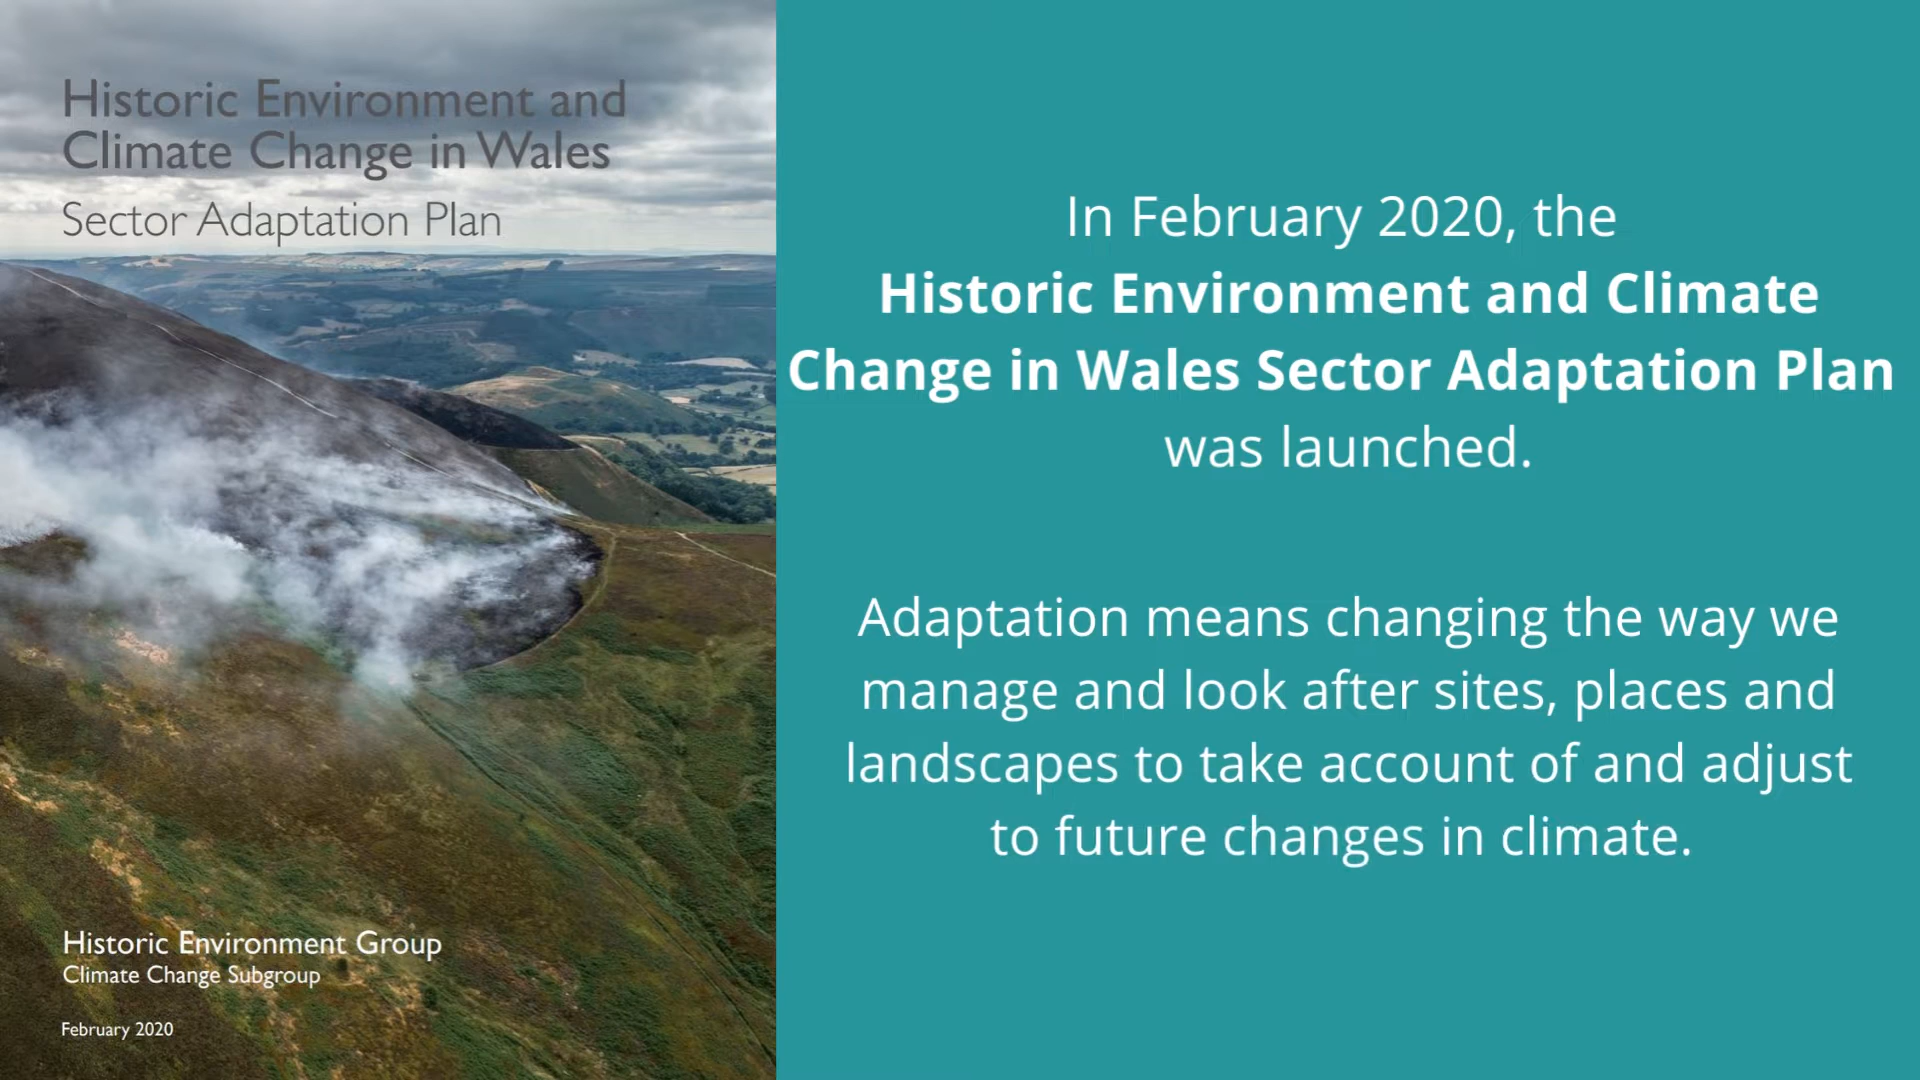 Historic Environment and
Climate Change in Wales
Sector Adaptation Plan
Historic Environment Group
Climate Change Subgroup
February 2020
In February 2020, the
Historic Environment and Climate
Change in Wales Sector Adaptation Plan
was launched.
Adaptation means changing the way we
manage and look after sites, places and
landscapes to take account of and adjust
to future changes in climate.